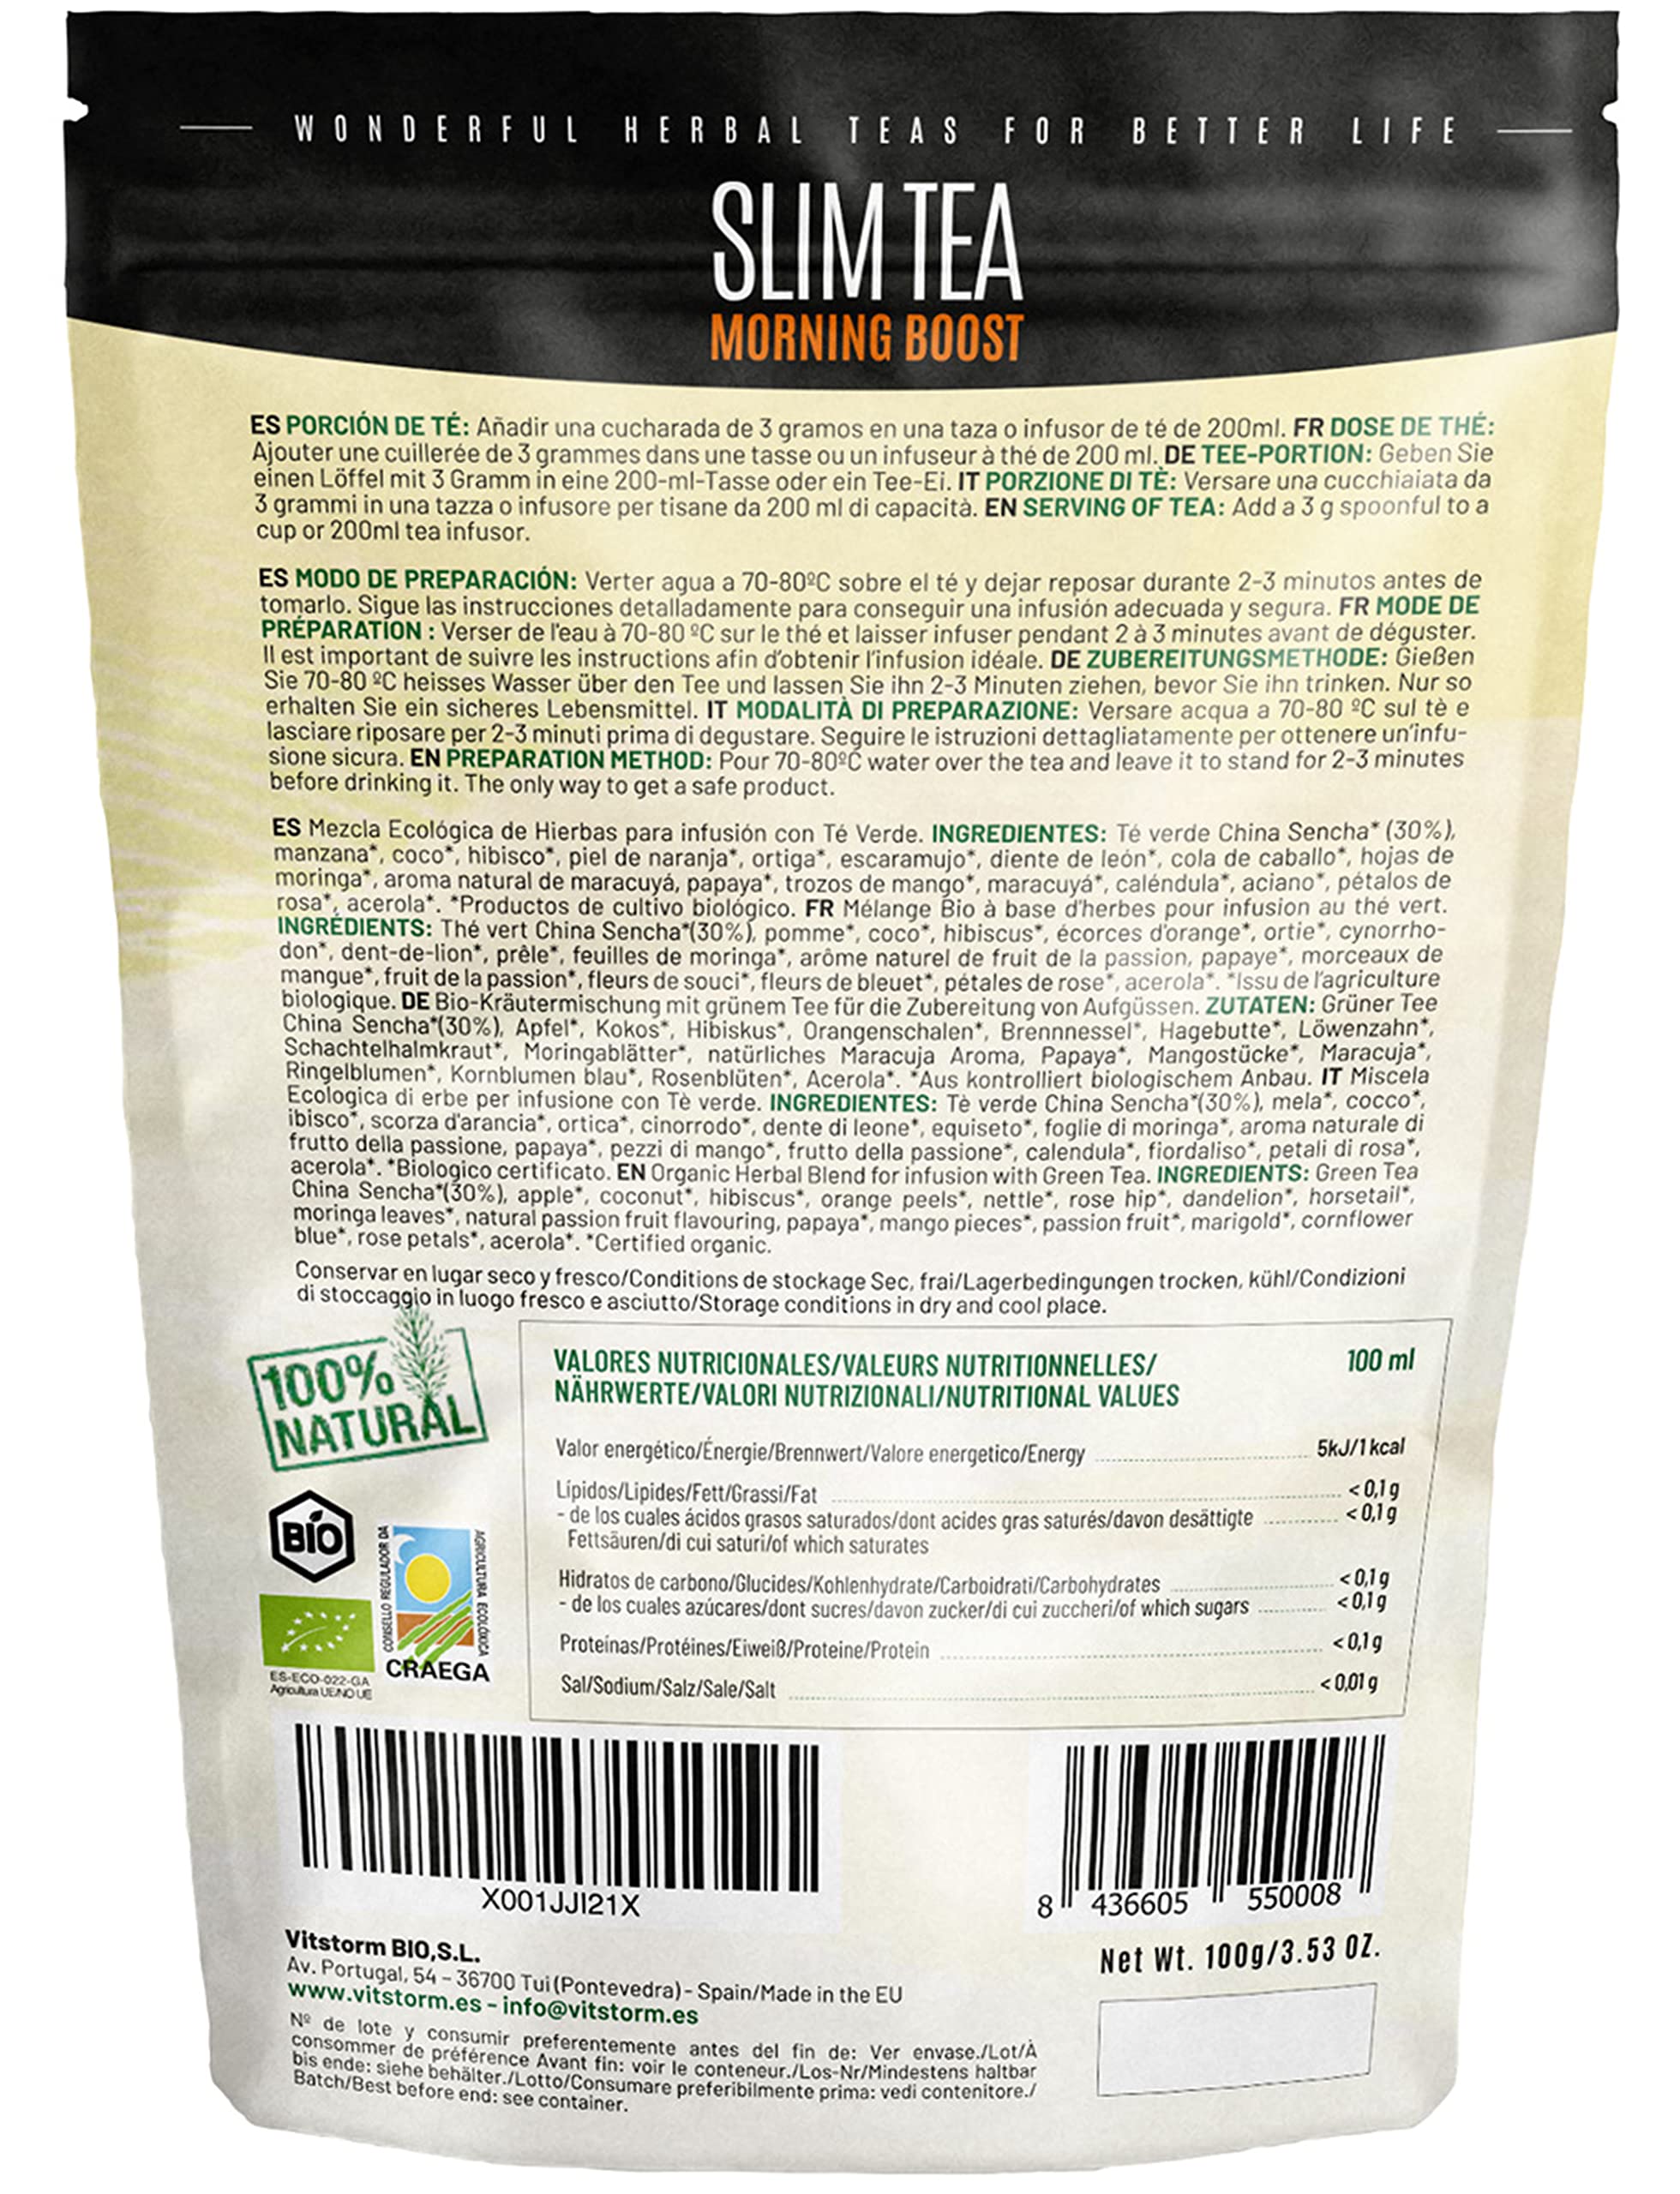 WONDERFUL HERBAL TEAS FOR BETTER LIFE
SLIM TEA
MORNING BOOST
ES PORCIÓN DE TÉ: Añadir una cucharada de 3 gramos en una taza o infusor de té de 200ml. FR DOSE DE THÉ:
Ajouter une cuillerée de 3 grammes dans une tasse ou un infuseur à thé de 200 ml. DE TEE-PORTION: Geben Sie
einen Löffel mit 3 Gramm in eine 200-ml-Tasse oder ein Tee-Ei. IT PORZIONE DI TÈ: Versare una cucchiaiata da
3 grammi in una tazza o infusore per tisane da 200 ml di capacità. EN SERVING OF TEA: Add a 3 g spoonful to a
cup or 200ml tea infusor.
ES MODO DE PREPARACIÓN: Verter agua a 70-80ºC sobre el té y dejar reposar durante 2-3 minutos antes de
tomarlo. Sigue las instrucciones detalladamente para conseguir una infusión adecuada y segura. FR MODE DE
PRÉPARATION : Verser de l'eau à 70-80 ºC sur le thé et laisser infuser pendant 2 à 3 minutes avant de déguster.
Il est important de suivre les instructions afin d'obtenir l'infusion idéale. DE ZUBEREITUNGSMETHODE: Gießen
Sie 70-80 ºC heisses Wasser über den Tee und lassen Sie ihn 2-3 Minuten ziehen, bevor Sie ihn trinken. Nur so
erhalten Sie ein sicheres Lebensmittel. IT MODALITÀ DI PREPARAZIONE: Versare acqua a 70-80 ºC sul tè e
lasciare riposare per 2-3 minuti prima di degustare. Seguire le istruzioni dettagliatamente per ottenere un'infu-
sione sicura. EN PREPARATION METHOD: Pour 70-80ºC water over the tea and leave it to stand for 2-3 minutes
before drinking it. The only way to get a safe product.
ES Mezcla Ecológica de Hierbas para infusión con Té Verde. INGREDIENTES: Té verde China Sencha* (30%),
manzana*, coco*, hibisco*, piel de naranja*, ortiga*, escaramujo*, diente de león*, cola de caballo*, hojas de
moringa*, aroma natural de maracuyá, papaya*, trozos de mango*, maracuyá*, caléndula*, aciano*, pétalos de
rosa*, acerola*. *Productos de cultivo biológico. FR Mélange Bio à base d'herbes pour infusion au thé vert.
INGRÉDIENTS: Thé vert China Sencha*(30%), pomme*, coco*, hibiscus*, écorces d'orange*, ortie*, cynorrho-
don*, dent-de-lion*, prêle*, feuilles de moringa*, arôme naturel de fruit de la passion, papaye*, morceaux de
mangue*, fruit de la passion*, fleurs de souci*, fleurs de bleuet*, pétales de rose*, acerola*. *Issu de l'agriculture
biologique. DE Bio-Kräutermischung mit grünem Tee für die Zubereitung von Aufgüssen. ZUTATEN: Grüner Tee
China Sencha*(30%), Apfel*, Kokos*, Hibiskus*, Orangenschalen*, Brennnessel*, Hagebutte*, Löwenzahn*,
Schachtelhalmkraut*, Moringablätter*, natürliches Maracuja Aroma, Papaya*, Mangostücke*, Maracuja*,
Ringelblumen*, Kornblumen blau*, Rosenblüten*, Acerola*. *Aus kontrolliert biologischem Anbau. IT Miscela
Ecologica di erbe per infusione con Tè verde. INGREDIENTES: Tè verde China Sencha*(30%), mela*, cocco*,
ibisco*, scorza d'arancia*, ortica*, cinorrodo*, dente di leone*, equiseto*, foglie di moringa*, aroma naturale di
frutto della passione, papaya*, pezzi di mango*, frutto della passione*, calendula*, fiordaliso*, petali di rosa*,
acerola*. *Biologico certificato. EN Organic Herbal Blend for infusion with Green Tea. INGREDIENTS: Green Tea
China Sencha*(30%), apple*, coconut*, hibiscus*, orange peels*, nettle*, rose hip*, dandelion*, horsetail*,
moringa leaves*, natural passion fruit flavouring, papaya*, mango pieces*, passion fruit*, marigold*, cornflower
blue*, rose petals*, acerola*. *Certified organic.
Conservar en lugar seco y fresco/Conditions de stockage Sec, frai/Lagerbedingungen trocken, kühl/Condizioni
di stoccaggio in luogo fresco e asciutto/Storage conditions in dry and cool place.
100%
NATURAL
VALORES NUTRICIONALES/VALEURS NUTRITIONNELLES/ 100 ml
NÄHRWERTE/VALORI NUTRIZIONALI/NUTRITIONAL VALUES
Valor energético/Énergie/Brennwert/Valore energetico/Energy 5kJ/1 kcal
Lípidos/Lipides/Fett/Grassi/Fat < 0,1 g
- de los cuales ácidos grasos saturados/dont acides gras saturés/davon desättigte < 0,1 g
Fettsäuren/di cui saturi/of which saturates
Hidratos de carbono/Glucides/Kohlenhydrate/Carboidrati/Carbohydrates < 0,1 g
- de los cuales azúcares/dont sucres/davon zucker/di cui zuccheri/of which sugars < 0,1 g
Proteínas/Protéines/Eiweiß/Proteine/Protein < 0,1 g
Sal/Sodium/Salz/Sale/Salt < 0,01 g
BIO
CONSELLO REGULADOR DA
AGRICULTURA ECOLÓXICA
CRAEGA
ES-ECO-022-GA
Agricultura UE/NO UE
X001JJI21X
8 436605 550008
Vitstorm BIO,S.L.
Av. Portugal, 54 - 36700 Tui (Pontevedra) - Spain/Made in the EU
www.vitstorm.es - info@vitstorm.es
Net Wt. 100g/3.53 OZ.
Nº de lote y consumir preferentemente antes del fin de: Ver envase./Lot/À
consommer de préférence Avant fin: voir le conteneur./Los-Nr/Mindestens haltbar
bis ende: siehe behälter./Lotto/Consumare preferibilmente prima: vedi contenitore./
Batch/Best before end: see container.